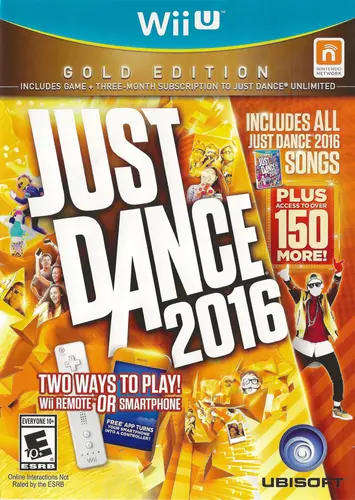 Wii U
GOLD EDITION
INCLUDES GAME + THREE-MONTH SUBSCRIPTION TO JUST DANCE® UNLIMITED
NINTENDO
NETWORK
JUST
DANCE
2016
INCLUDES ALL
JUST DANCE 2016
SONGS
PLUS
ACCESS TO OVER
150
MORE!
TWO WAYS TO PLAY!
Wii REMOTE™ OR SMARTPHONE
FREE APP TURNS
YOUR SMARTPHONE
INTO A CONTROLLER!
EVERYONE 10+
E
10+
ESRB
Online Interactions Not
Rated by the ESRB
UBISOFT